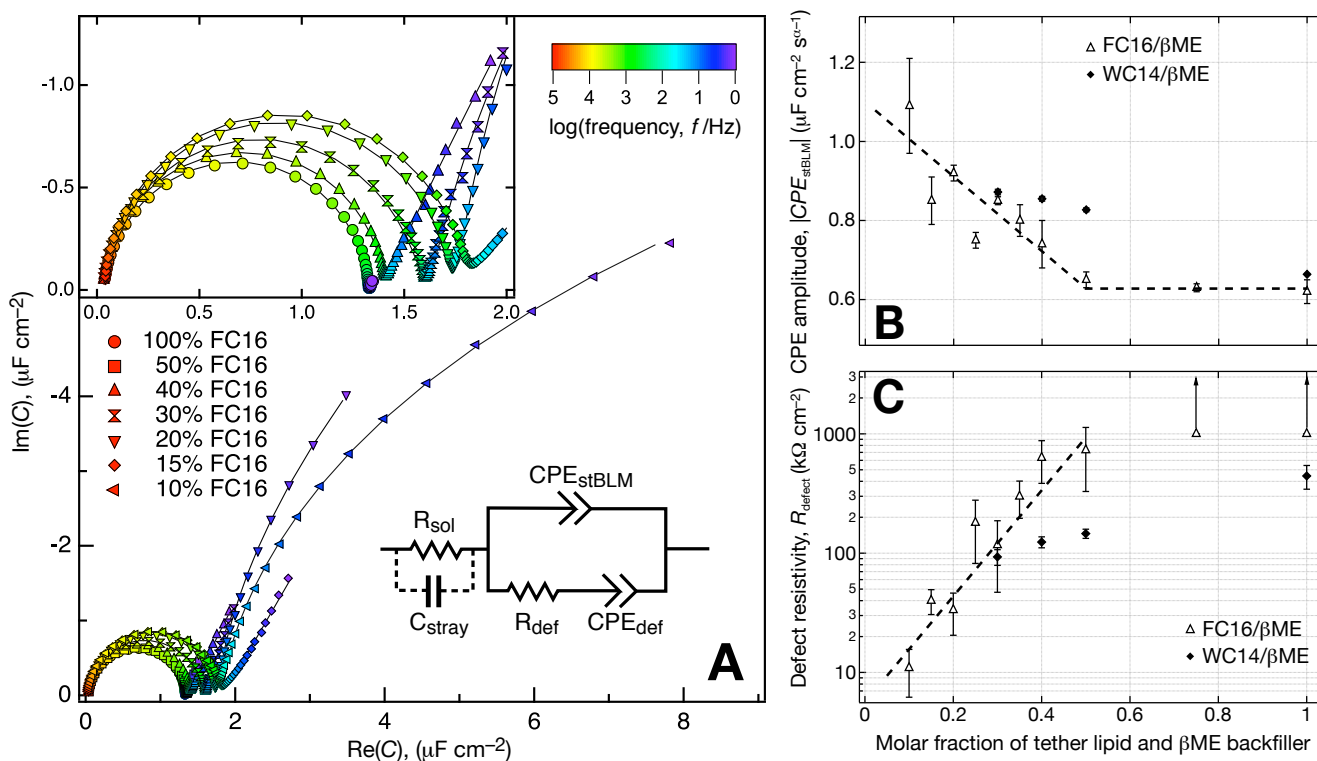 -1.0
-0.5
0.0
0.0
0.5
1.0
1.5
2.0
5 4 3 2 1 0
log(frequency, f /Hz)
100% FC16
50% FC16
40% FC16
30% FC16
20% FC16
15% FC16
10% FC16
Im(C), (μF cm–2)
-4
-2
0
0
2
4
6
8
Re(C), (μF cm–2)
CPEstBLM
Rsol
Cstray
Rdef
CPEdef
A
CPE amplitude, |CPEstBLM| (μF cm–2 sα–1)
1.2
1.0
0.8
0.6
FC16/βME
WC14/βME
B
Defect resistivity, Rdefect (kΩ cm–2)
3
2
1000
5
3
2
100
5
3
2
10
C
FC16/βME
WC14/βME
0
0.2
0.4
0.6
0.8
1
Molar fraction of tether lipid and βME backfiller